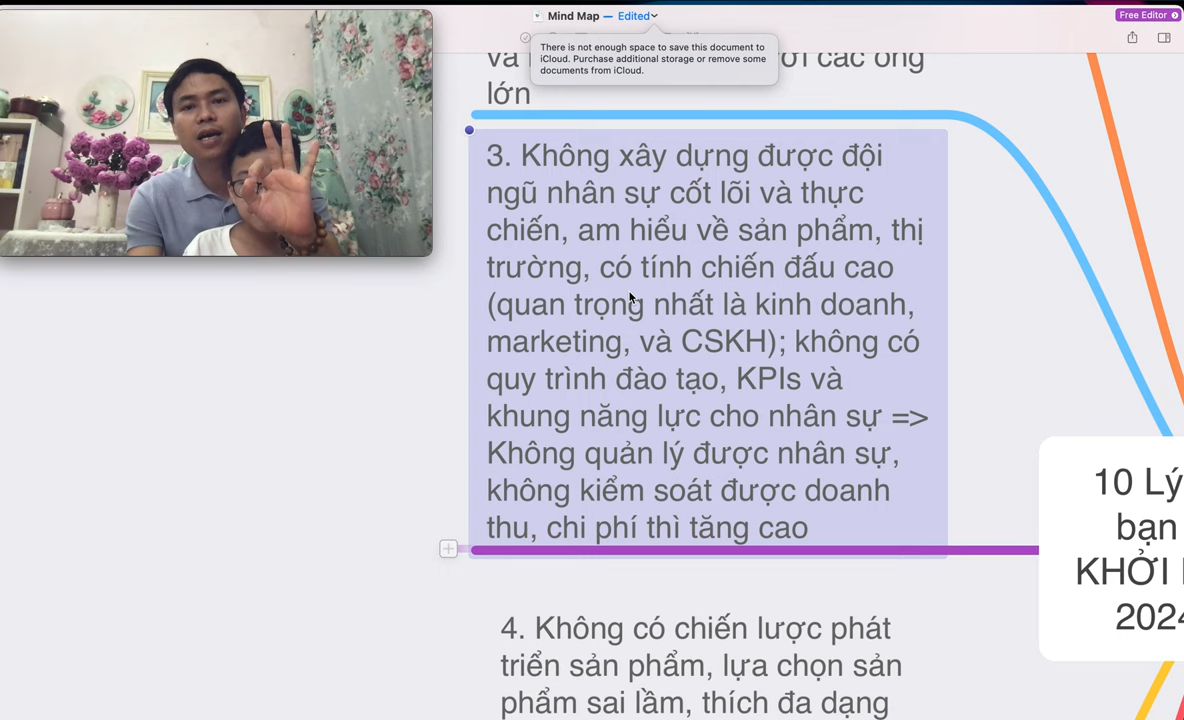 Mind Map — Edited
Free Editor
There is not enough space to save this document to
iCloud. Purchase additional storage or remove some
documents from iCloud.
và
với các ông
lớn
3. Không xây dựng được đội
ngũ nhân sự cốt lõi và thực
chiến, am hiểu về sản phẩm, thị
trường, có tính chiến đấu cao
(quan trọng nhất là kinh doanh,
marketing, và CSKH); không có
quy trình đào tạo, KPIs và
khung năng lực cho nhân sự =>
Không quản lý được nhân sự,
không kiểm soát được doanh
thu, chi phí thì tăng cao
10 Lý
bạn
KHỞI
2024
4. Không có chiến lược phát
triển sản phẩm, lựa chọn sản
phẩm sai lầm, thích đa dạng